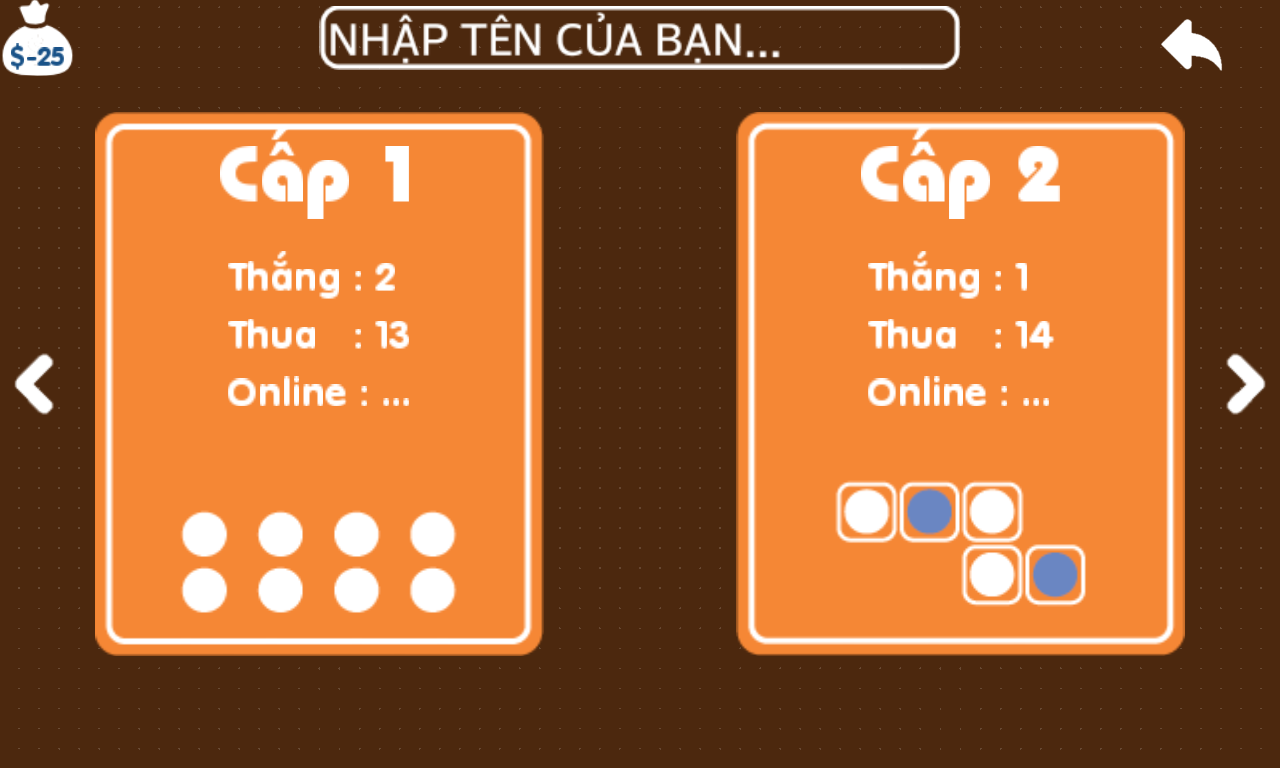 $-25
NHẬP TÊN CỦA BẠN...
Cấp 1
Thắng : 2
Thua : 13
Online : ...
Cấp 2
Thắng : 1
Thua : 14
Online : ...